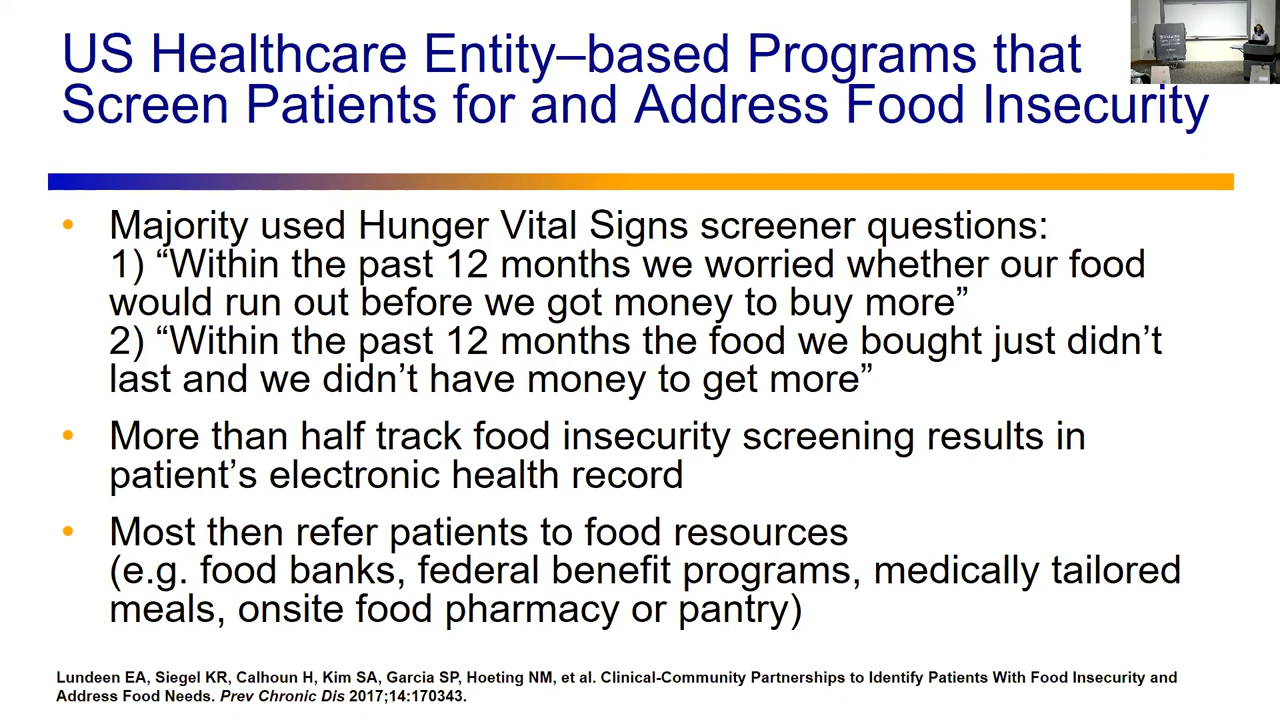 US Healthcare Entity–based Programs that
Screen Patients for and Address Food Insecurity
• Majority used Hunger Vital Signs screener questions:
1) “Within the past 12 months we worried whether our food
would run out before we got money to buy more”
2) “Within the past 12 months the food we bought just didn’t
last and we didn’t have money to get more”
• More than half track food insecurity screening results in
patient’s electronic health record
• Most then refer patients to food resources
(e.g. food banks, federal benefit programs, medically tailored
meals, onsite food pharmacy or pantry)
Lundeen EA, Siegel KR, Calhoun H, Kim SA, Garcia SP, Hoeting NM, et al. Clinical-Community Partnerships to Identify Patients With Food Insecurity and
Address Food Needs. Prev Chronic Dis 2017;14:170343.